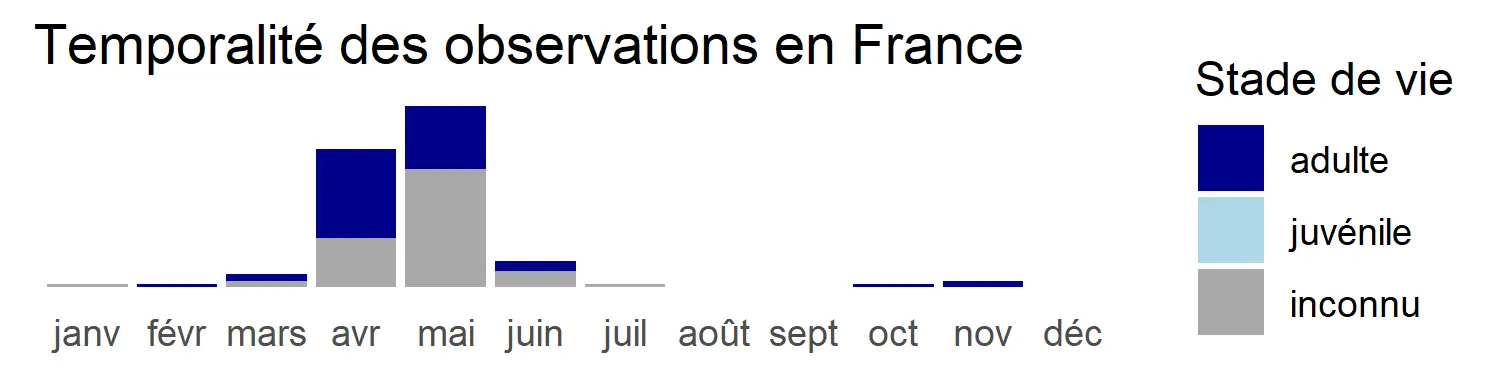 Temporalité des observations en France
Stade de vie
adulte
juvénile
inconnu
janv févr mars avr mai juin juil août sept oct nov déc